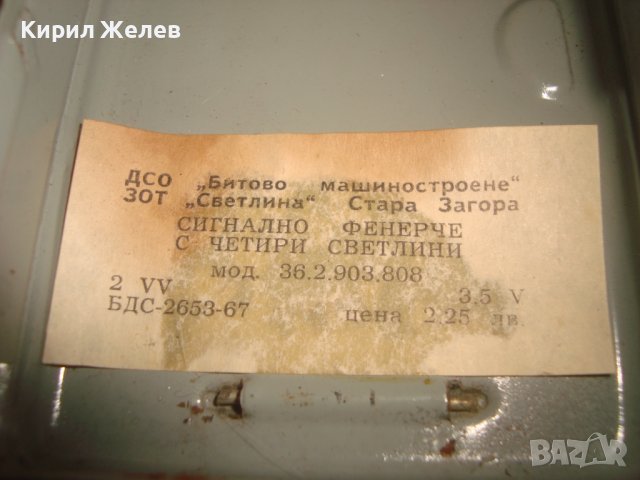 Кирил Желев
ДСО „Битово машиностроене“
ЗОТ „Светлина“ Стара Загора
СИГНАЛНО ФЕНЕРЧЕ
С ЧЕТИРИ СВЕТЛИНИ
мод. 36.2.903.808
2 VV 3,5 V
БДС-2653-67 цена 2.25 лв.
BAZAR